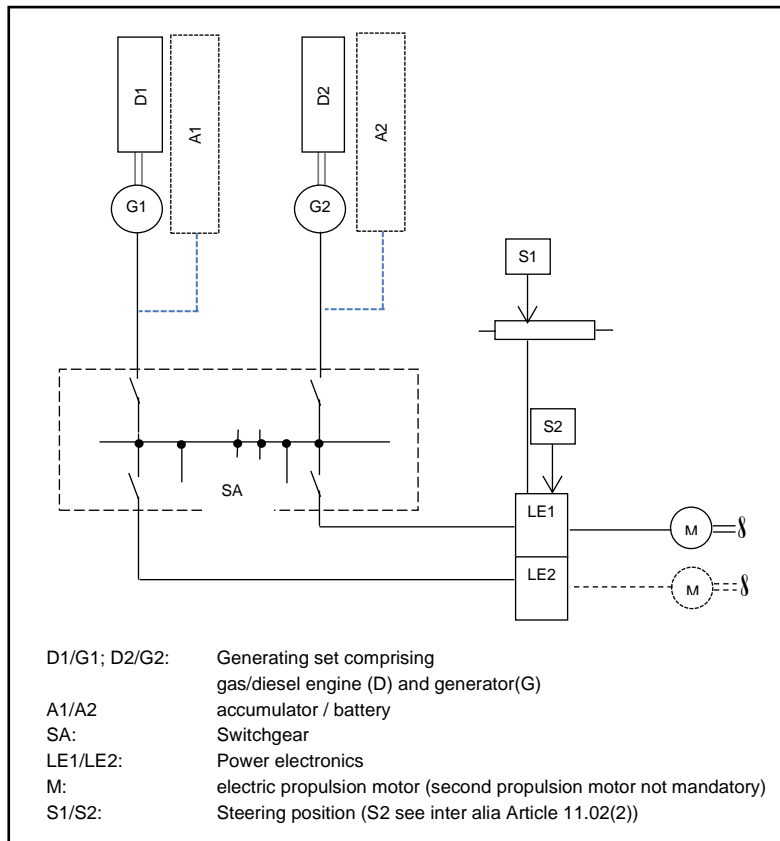 D1
A1
D2
A2
G1
G2
S1
S2
SA
LE1
M
LE2
M
D1/G1; D2/G2: Generating set comprising
gas/diesel engine (D) and generator(G)
A1/A2 accumulator / battery
SA: Switchgear
LE1/LE2: Power electronics
M: electric propulsion motor (second propulsion motor not mandatory)
S1/S2: Steering position (S2 see inter alia Article 11.02(2))